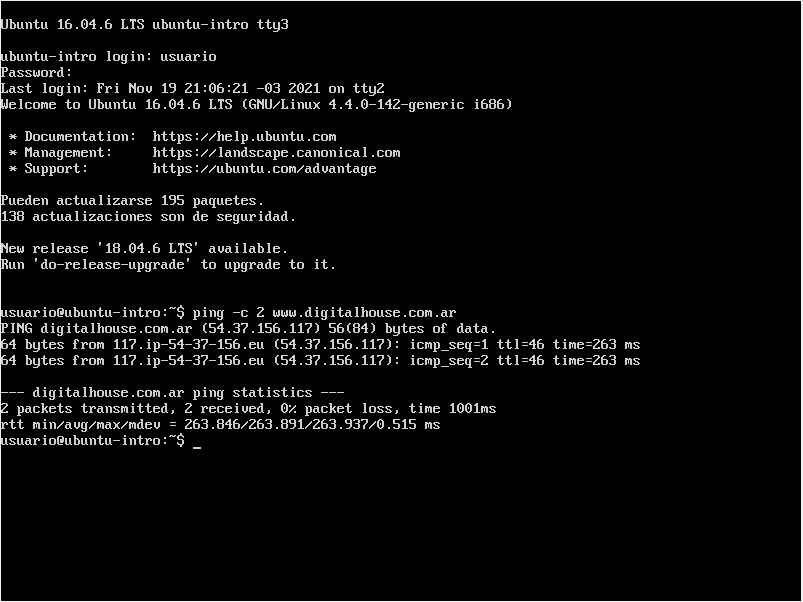 Ubuntu 16.04.6 LTS ubuntu-intro tty3
ubuntu-intro login: usuario
Password:
Last login: Fri Nov 19 21:06:21 -03 2021 on tty2
Welcome to Ubuntu 16.04.6 LTS (GNU/Linux 4.4.0-142-generic i686)
* Documentation:  https://help.ubuntu.com
* Management:     https://landscape.canonical.com
* Support:        https://ubuntu.com/advantage
Pueden actualizarse 195 paquetes.
138 actualizaciones son de seguridad.
New release '18.04.6 LTS' available.
Run 'do-release-upgrade' to upgrade to it.
usuario@ubuntu-intro:~$ ping -c 2 www.digitalhouse.com.ar
PING digitalhouse.com.ar (54.37.156.117) 56(84) bytes of data.
64 bytes from 117.ip-54-37-156.eu (54.37.156.117): icmp_seq=1 ttl=46 time=263 ms
64 bytes from 117.ip-54-37-156.eu (54.37.156.117): icmp_seq=2 ttl=46 time=263 ms
--- digitalhouse.com.ar ping statistics ---
2 packets transmitted, 2 received, 0% packet loss, time 1001ms
rtt min/avg/max/mdev = 263.846/263.891/263.937/0.515 ms
usuario@ubuntu-intro:~$ _